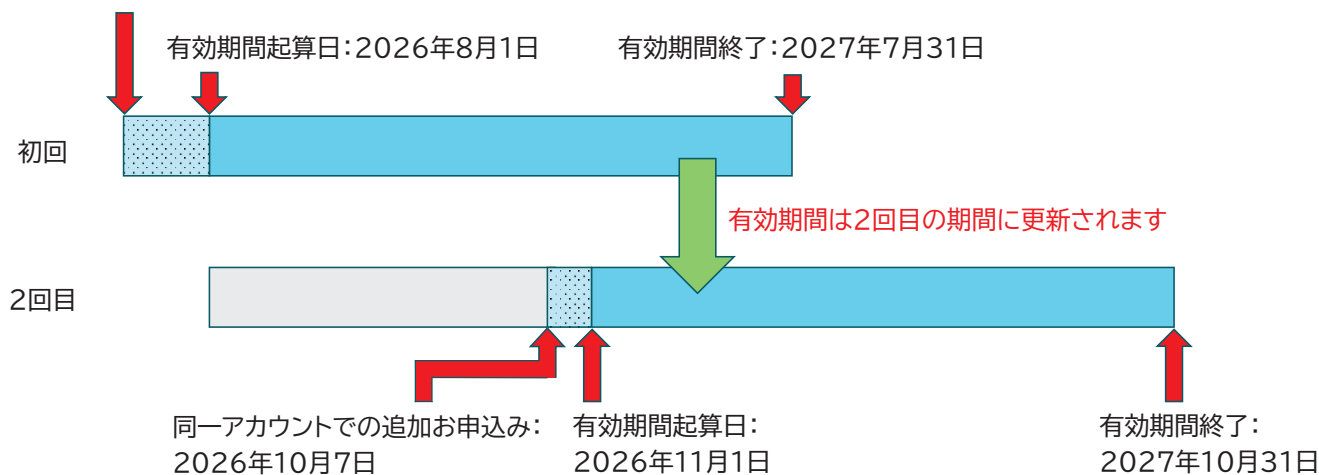 有効期間起算日：2026年8月1日
有効期間終了：2027年7月31日
初回
有効期間は2回目の期間に更新されます
2回目
同一アカウントでの追加お申込み：
2026年10月7日
有効期間起算日：
2026年11月1日
有効期間終了：
2027年10月31日